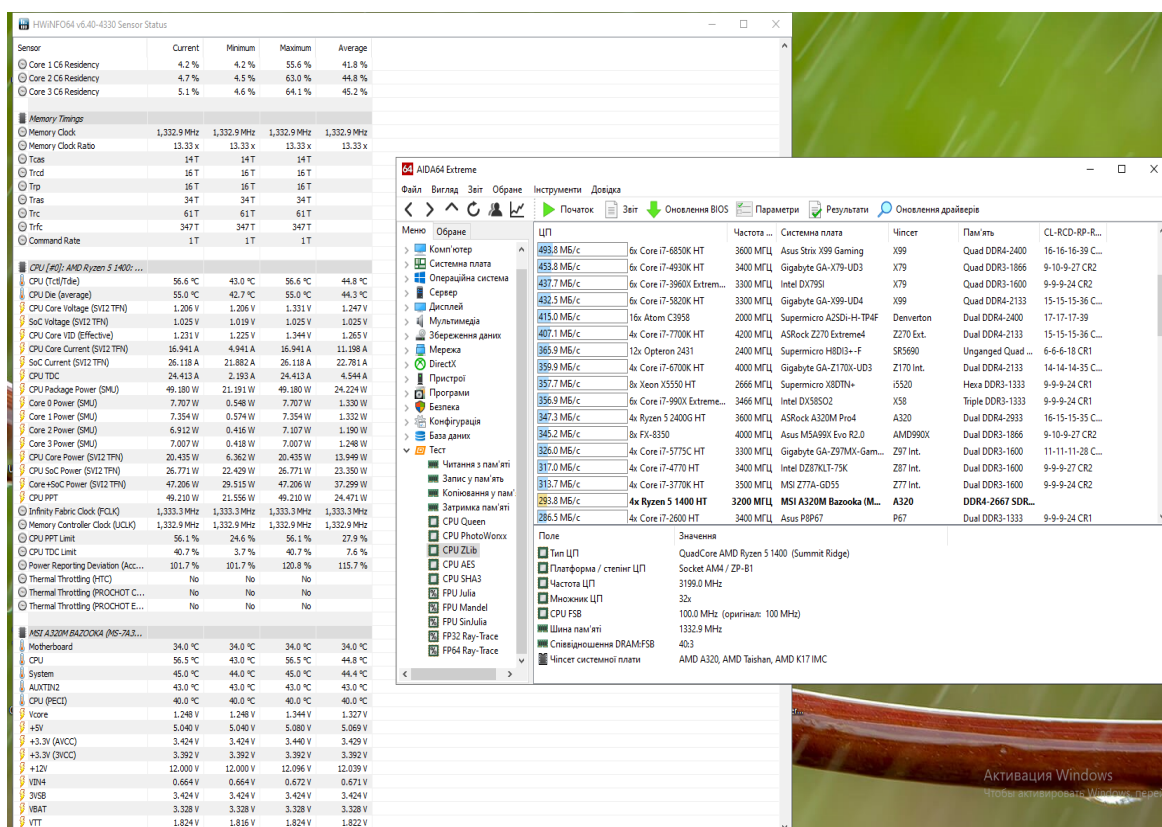 HWiNFO64 v6.40-4330 Sensor Status
Sensor Current Minimum Maximum Average
Core 1 C6 Residency 4.2 % 4.2 % 55.6 % 41.8 %
Core 2 C6 Residency 4.7 % 4.5 % 63.0 % 44.8 %
Core 3 C6 Residency 5.1 % 4.6 % 64.1 % 45.2 %
Memory Timings
Memory Clock 1,332.9 MHz 1,332.9 MHz 1,332.9 MHz 1,332.9 MHz
Memory Clock Ratio 13.33 x 13.33 x 13.33 x 13.33 x
Tcas 14 T 14 T 14 T
Trcd 16 T 16 T 16 T
Trp 16 T 16 T 16 T
Tras 34 T 34 T 34 T
Trc 61 T 61 T 61 T
Trfc 347 T 347 T 347 T
Command Rate 1 T 1 T 1 T
CPU [#0]: AMD Ryzen 5 1400: ...
CPU (Tctl/Tdie) 56.6 °C 43.0 °C 56.6 °C 44.8 °C
CPU Die (average) 55.0 °C 42.7 °C 55.0 °C 44.3 °C
CPU Core Voltage (SVI2 TFN) 1.206 V 1.206 V 1.331 V 1.247 V
SoC Voltage (SVI2 TFN) 1.025 V 1.019 V 1.025 V 1.025 V
CPU Core VID (Effective) 1.231 V 1.225 V 1.344 V 1.265 V
CPU Core Current (SVI2 TFN) 16.941 A 4.941 A 16.941 A 11.198 A
SoC Current (SVI2 TFN) 26.118 A 21.882 A 26.118 A 22.781 A
CPU TDC 24.413 A 2.193 A 24.413 A 4.544 A
CPU Package Power (SMU) 49.180 W 21.191 W 49.180 W 24.224 W
Core 0 Power (SMU) 7.707 W 0.548 W 7.707 W 1.330 W
Core 1 Power (SMU) 7.354 W 0.574 W 7.354 W 1.332 W
Core 2 Power (SMU) 6.912 W 0.416 W 7.107 W 1.190 W
Core 3 Power (SMU) 7.007 W 0.418 W 7.007 W 1.248 W
CPU Core Power (SVI2 TFN) 20.435 W 6.362 W 20.435 W 13.949 W
CPU SoC Power (SVI2 TFN) 26.771 W 22.429 W 26.771 W 23.350 W
Core+SoC Power (SVI2 TFN) 47.206 W 29.515 W 47.206 W 37.299 W
CPU PPT 49.210 W 21.556 W 49.210 W 24.471 W
Infinity Fabric Clock (FCLK) 1,333.3 MHz 1,333.3 MHz 1,333.3 MHz 1,333.3 MHz
Memory Controller Clock (UCLK) 1,332.9 MHz 1,332.9 MHz 1,332.9 MHz 1,332.9 MHz
CPU PPT Limit 56.1 % 24.6 % 56.1 % 27.9 %
CPU TDC Limit 40.7 % 3.7 % 40.7 % 7.6 %
Power Reporting Deviation (Acc... 101.7 % 101.7 % 120.8 % 115.7 %
Thermal Throttling (HTC) No No No
Thermal Throttling (PROCHOT C... No No No
Thermal Throttling (PROCHOT E... No No No
MSI A320M BAZOOKA (MS-7A3...
Motherboard 34.0 °C 34.0 °C 34.0 °C 34.0 °C
CPU 56.5 °C 43.0 °C 56.5 °C 44.8 °C
System 45.0 °C 44.0 °C 45.0 °C 44.4 °C
AUXTIN2 43.0 °C 43.0 °C 43.0 °C 43.0 °C
CPU (PECI) 40.0 °C 40.0 °C 40.0 °C 40.0 °C
Vcore 1.248 V 1.248 V 1.344 V 1.327 V
+5V 5.040 V 5.040 V 5.080 V 5.069 V
+3.3V (AVCC) 3.424 V 3.424 V 3.440 V 3.429 V
+3.3V (3VCC) 3.392 V 3.392 V 3.392 V 3.392 V
+12V 12.000 V 12.000 V 12.096 V 12.039 V
VIN4 0.664 V 0.664 V 0.672 V 0.671 V
3VSB 3.424 V 3.424 V 3.424 V 3.424 V
VBAT 3.328 V 3.328 V 3.328 V 3.328 V
VTT 1.824 V 1.816 V 1.824 V 1.822 V
64 AIDA64 Extreme
Файл Вигляд Звіт Обране Інструменти Довідка
Початок Звіт Оновлення BIOS Параметри Результати Оновлення драйверів
Меню Обране
Комп'ютер
Системна плата
Операційна система
Сервер
Дисплей
Мультимедіа
Збереження даних
Мережа
DirectX
Пристрої
Програми
Безпека
Конфігурація
База даних
Тест
Читання з пам'яті
Запис у пам'ять
Копіювання у пам'
Затримка пам'яті
CPU Queen
CPU PhotoWorxx
CPU ZLib
CPU AES
CPU SHA3
FPU Julia
FPU Mandel
FPU SinJulia
FP32 Ray-Trace
FP64 Ray-Trace
ЦП Частота ... Системна плата Чіпсет Пам'ять CL-RCD-RP-R...
493.8 МБ/с 6x Core i7-6850K HT 3600 МГц Asus Strix X99 Gaming X99 Quad DDR4-2400 16-16-16-39 C...
453.8 МБ/с 6x Core i7-4930K HT 3400 МГц Gigabyte GA-X79-UD3 X79 Quad DDR3-1866 9-10-9-27 CR2
437.7 МБ/с 6x Core i7-3960X Extrem... 3300 МГц Intel DX79SI X79 Quad DDR3-1600 9-9-9-24 CR2
432.5 МБ/с 6x Core i7-5820K HT 3300 МГц Gigabyte GA-X99-UD4 X99 Quad DDR4-2133 15-15-15-36 C...
415.0 МБ/с 16x Atom C3958 2000 МГц Supermicro A2SDi-H-TP4F Denverton Dual DDR4-2400 17-17-17-39
407.1 МБ/с 4x Core i7-7700K HT 4200 МГц ASRock Z270 Extreme4 Z270 Ext. Dual DDR4-2133 15-15-15-36 C...
365.9 МБ/с 12x Opteron 2431 2400 МГц Supermicro H8DI3+-F SR5690 Unganged Quad ... 6-6-6-18 CR1
359.9 МБ/с 4x Core i7-6700K HT 4000 МГц Gigabyte GA-Z170X-UD3 Z170 Int. Dual DDR4-2133 14-14-14-35 C...
357.7 МБ/с 8x Xeon X5550 HT 2666 МГц Supermicro X8DTN+ i5520 Hexa DDR3-1333 9-9-9-24 CR1
356.9 МБ/с 6x Core i7-990X Extreme... 3466 МГц Intel DX58SO2 X58 Triple DDR3-1333 9-9-9-24 CR1
347.3 МБ/с 4x Ryzen 5 2400G HT 3600 МГц ASRock A320M Pro4 A320 Dual DDR4-2933 16-15-15-35 C...
345.2 МБ/с 8x FX-8350 4000 МГц Asus M5A99X Evo R2.0 AMD990X Dual DDR3-1866 9-10-9-27 CR2
326.0 МБ/с 4x Core i7-5775C HT 3300 МГц Gigabyte GA-Z97MX-Gam... Z97 Int. Dual DDR3-1600 11-11-11-28 C...
317.0 МБ/с 4x Core i7-4770 HT 3400 МГц Intel DZ87KLT-75K Z87 Int. Dual DDR3-1600 9-9-9-27 CR2
313.7 МБ/с 4x Core i7-3770K HT 3500 МГц MSI Z77A-GD55 Z77 Int. Dual DDR3-1600 9-9-9-24 CR2
293.8 МБ/с 4x Ryzen 5 1400 HT 3200 МГц MSI A320M Bazooka (M... A320 DDR4-2667 SDR...
286.5 МБ/с 4x Core i7-2600 HT 3400 МГц Asus P8P67 P67 Dual DDR3-1333 9-9-9-24 CR1
Поле Значення
Тип ЦП QuadCore AMD Ryzen 5 1400 (Summit Ridge)
Платформа / степінг ЦП Socket AM4 / ZP-B1
Частота ЦП 3199.0 MHz
Множник ЦП 32x
CPU FSB 100.0 MHz (оригінал: 100 MHz)
Шина пам'яті 1332.9 MHz
Співвідношення DRAM:FSB 40:3
Чіпсет системної плати AMD A320, AMD Taishan, AMD K17 IMC
Активация Windows
Чтобы активировать Windows, пере